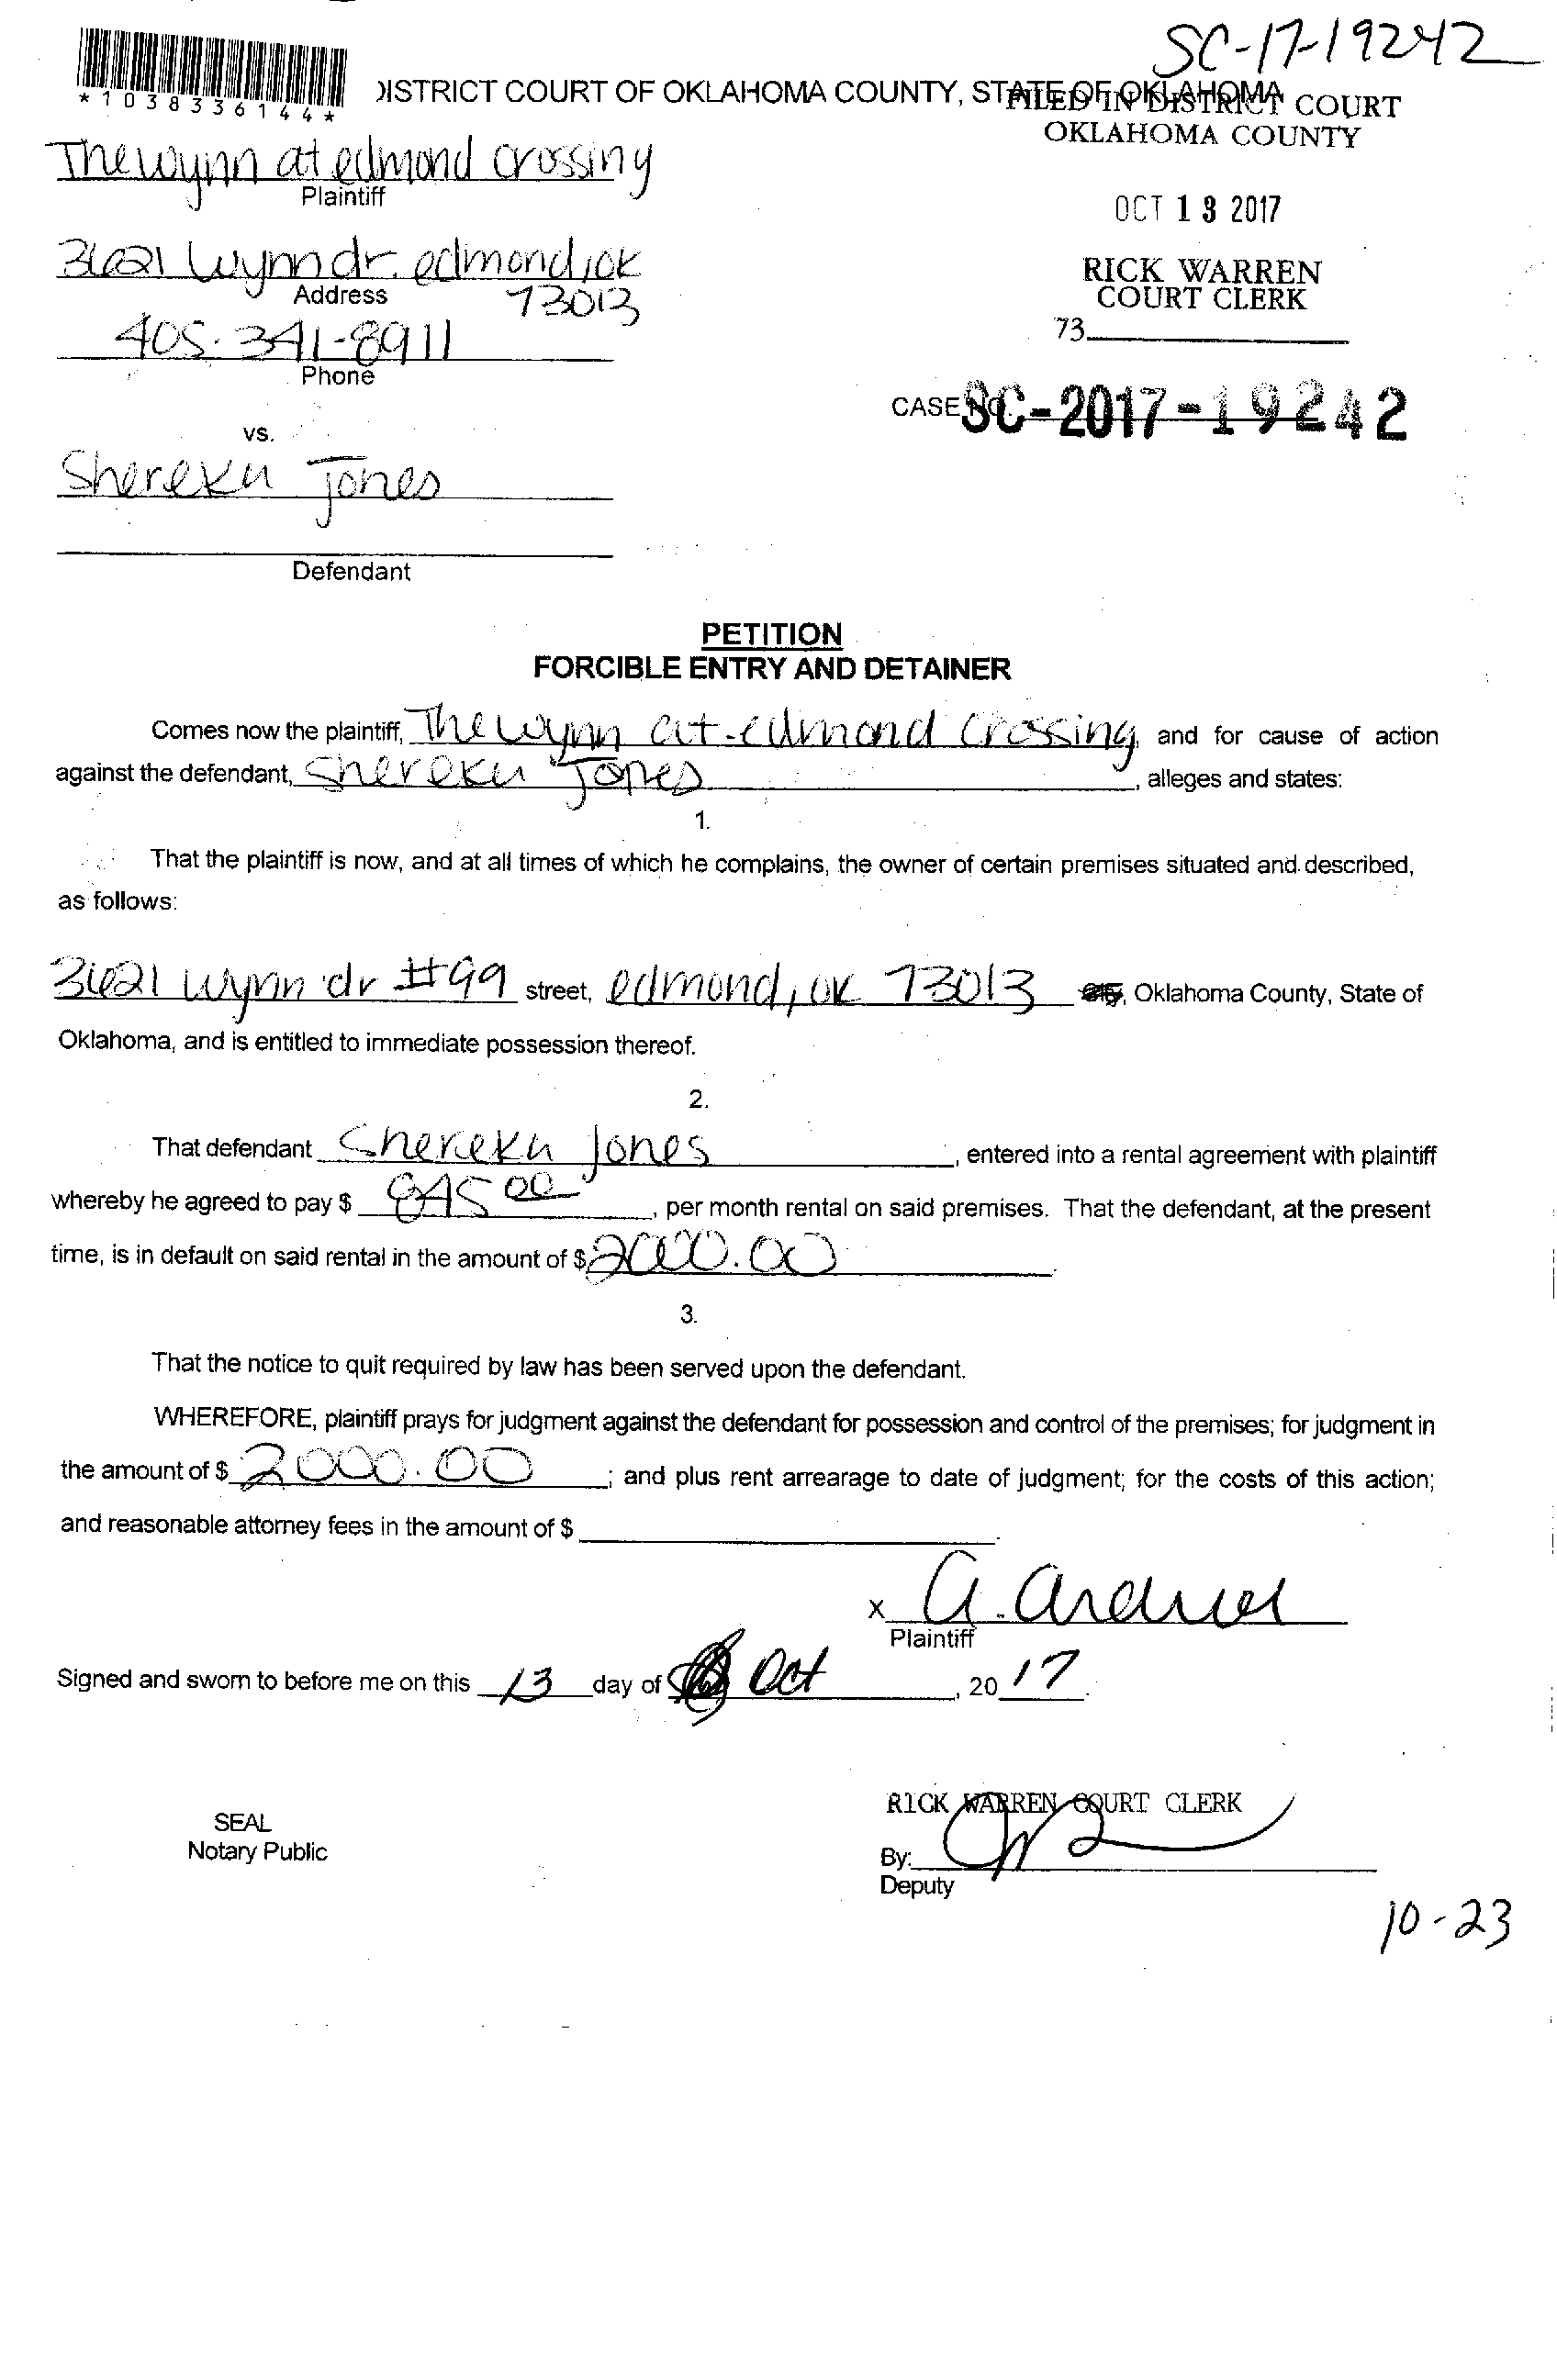 SC-17-19242
*1038336144*
DISTRICT COURT OF OKLAHOMA COUNTY, STATE OF OKLAHOMA
FILED IN DISTRICT COURT
OKLAHOMA COUNTY
The wynn at edmond crossing
Plaintiff
OCT 13 2017
3621 wynn dr. edmond, ok
Address
73013
RICK WARREN
COURT CLERK
405. 341-8911
73
Phone
CASE NO. SC-2017-19242
vs.
Shereka Jones
Defendant
PETITION
FORCIBLE ENTRY AND DETAINER
Comes now the plaintiff, The wynn at edmond crossing, and for cause of action
against the defendant, Shereka Jones, alleges and states:
1.
That the plaintiff is now, and at all times of which he complains, the owner of certain premises situated and described,
as follows:
3621 wynn dr #99 street, edmond, ok 73013, Oklahoma County, State of
Oklahoma, and is entitled to immediate possession thereof.
2.
That defendant Shereka Jones, entered into a rental agreement with plaintiff
whereby he agreed to pay $ 845 00, per month rental on said premises. That the defendant, at the present
time, is in default on said rental in the amount of $ 2000.00.
3.
That the notice to quit required by law has been served upon the defendant.
WHEREFORE, plaintiff prays for judgment against the defendant for possession and control of the premises; for judgment in
the amount of $ 2000.00; and plus rent arrearage to date of judgment; for the costs of this action;
and reasonable attorney fees in the amount of $ .
x
Plaintiff
Signed and sworn to before me on this 13 day of Oct, 2017.
RICK WARREN COURT CLERK
SEAL
Notary Public
By:
Deputy
10-23